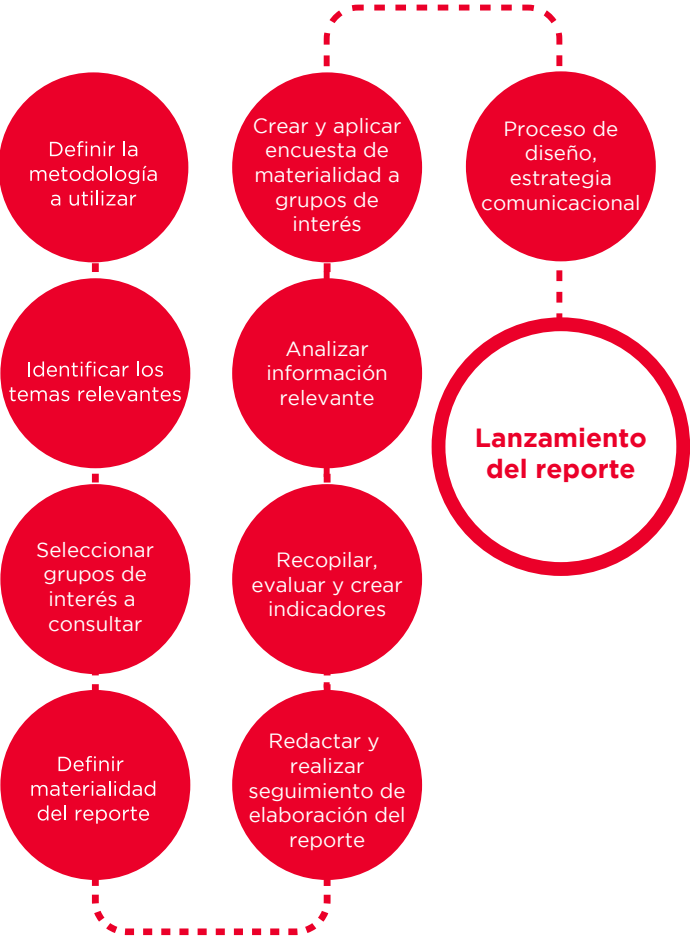 Definir la
metodología
a utilizar
Identificar los
temas relevantes
Seleccionar
grupos de
interés a
consultar
Definir
materialidad
del reporte
Crear y aplicar
encuesta de
materialidad a
grupos de
interés
Analizar
información
relevante
Recopilar,
evaluar y crear
indicadores
Redactar y
realizar
seguimiento de
elaboración del
reporte
Proceso de
diseño,
estrategia
comunicacional
Lanzamiento
del reporte